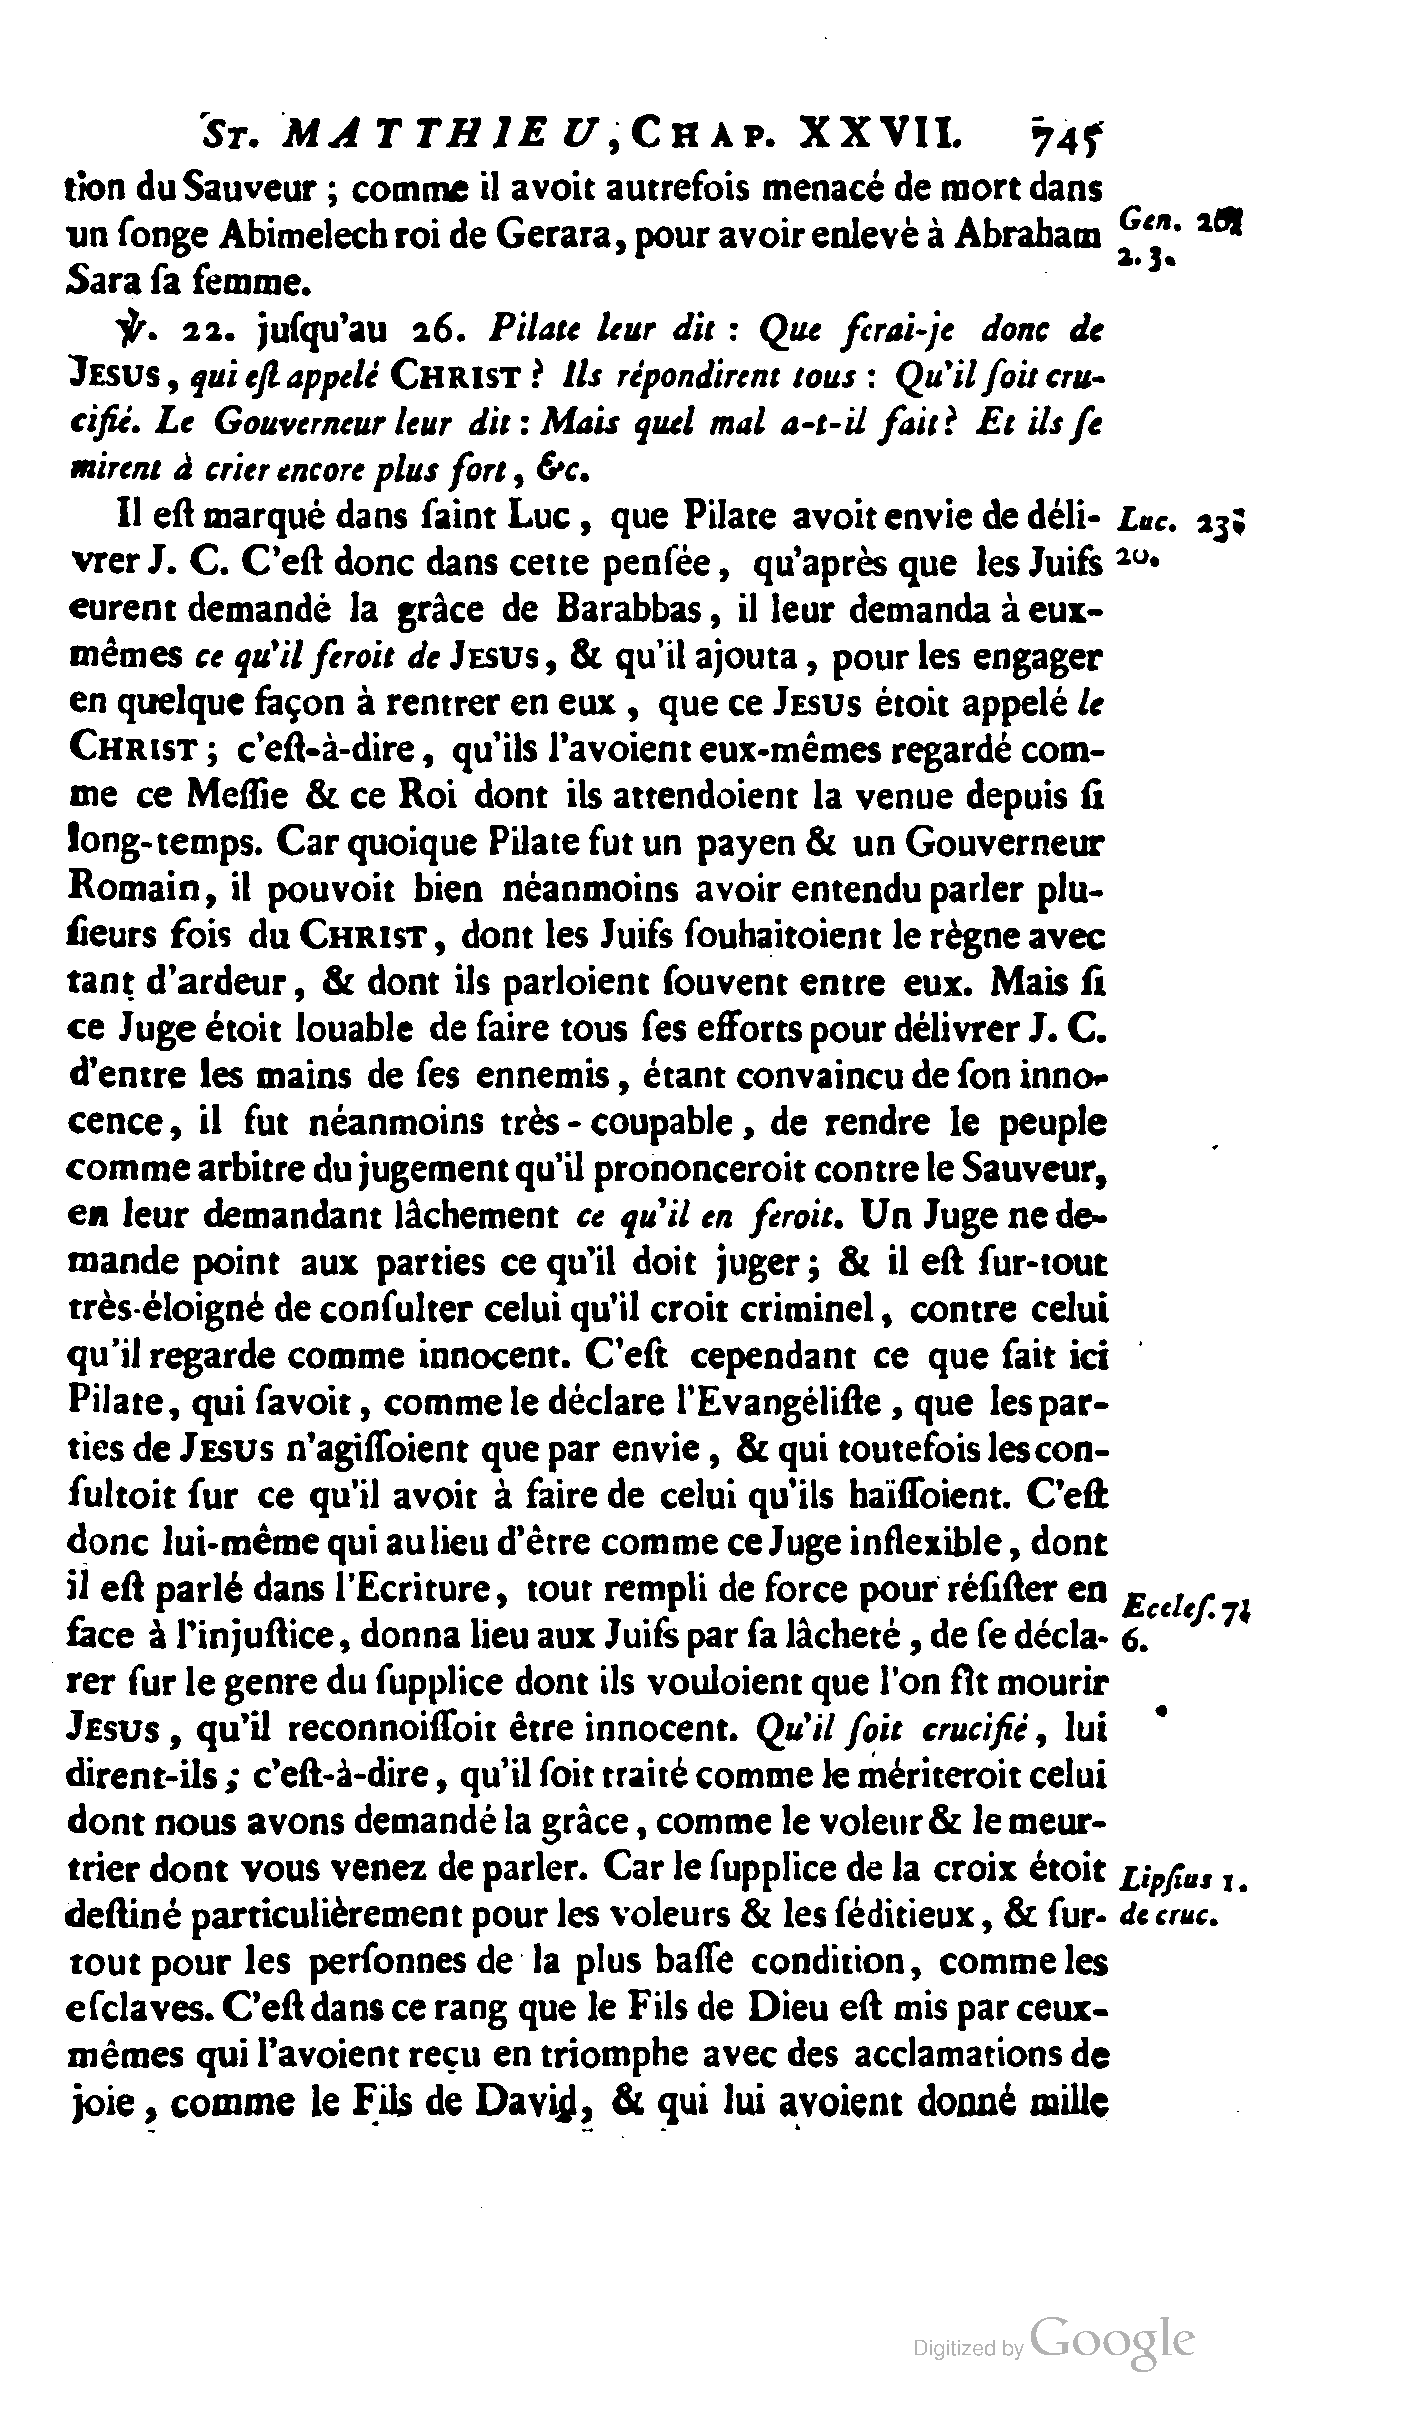 ST. MATTHIEU, CHAP. XXVII. 745
tion du Sauveur ; comme il avoit autrefois menacé de mort dans
un ſonge Abimelech roi de Gerara, pour avoir enlevè à Abraham
Gen. 20
2. 3.
Sara ſa femme.
℣. 22. juſqu'au 26. Pilate leur dit : Que ferai-je donc de
JESUS, qui eſt appelé CHRIST ? Ils répondirent tous : Qu'il ſoit cru-
cifié. Le Gouverneur leur dit : Mais quel mal a-t-il fait ? Et ils ſe
mirent à crier encore plus fort, &c.
Il eſt marqué dans ſaint Luc, que Pilate avoit envie de déli-
Luc. 23.
20.
vrer J. C. C'eſt donc dans cette penſée, qu'après que les Juifs
eurent demandé la grâce de Barabbas, il leur demanda à eux-
mêmes ce qu'il feroit de JESUS, & qu'il ajouta, pour les engager
en quelque façon à rentrer en eux, que ce JESUS étoit appelé le
CHRIST ; c'eſt-à-dire, qu'ils l'avoient eux-mêmes regardé com-
me ce Meſſie & ce Roi dont ils attendoient la venue depuis ſi
long-temps. Car quoique Pilate fut un payen & un Gouverneur
Romain, il pouvoit bien néanmoins avoir entendu parler plu-
ſieurs fois du CHRIST, dont les Juifs ſouhaitoient le règne avec
tant d'ardeur, & dont ils parloient ſouvent entre eux. Mais ſi
ce Juge étoit louable de faire tous ſes efforts pour délivrer J. C.
d'entre les mains de ſes ennemis, étant convaincu de ſon inno-
cence, il fut néanmoins très-coupable, de rendre le peuple
comme arbitre du jugement qu'il prononceroit contre le Sauveur,
en leur demandant lâchement ce qu'il en feroit. Un Juge ne de-
mande point aux parties ce qu'il doit juger ; & il eſt ſur-tout
très-éloigné de conſulter celui qu'il croit criminel, contre celui
qu'il regarde comme innocent. C'eſt cependant ce que fait ici
Pilate, qui ſavoit, comme le déclare l'Evangéliſte, que les par-
ties de JESUS n'agiſſoient que par envie, & qui toutefois les con-
ſultoit ſur ce qu'il avoit à faire de celui qu'ils haïſſoient. C'eſt
donc lui-même qui au lieu d'être comme ce Juge inflexible, dont
il eſt parlé dans l'Ecriture, tout rempli de force pour réſiſter en
Eccleſ. 7.
6.
face à l'injuſtice, donna lieu aux Juifs par ſa lâcheté, de ſe décla-
rer ſur le genre du ſupplice dont ils vouloient que l'on fît mourir
JESUS, qu'il reconnoiſſoit être innocent. Qu'il ſoit crucifié, lui
dirent-ils ; c'eſt-à-dire, qu'il ſoit traité comme le mériteroit celui
dont nous avons demandé la grâce, comme le voleur & le meur-
trier dont vous venez de parler. Car le ſupplice de la croix étoit
Lipſius 1.
de cruc.
deſtiné particulièrement pour les voleurs & les ſéditieux, & ſur-
tout pour les perſonnes de la plus baſſe condition, comme les
eſclaves. C'eſt dans ce rang que le Fils de Dieu eſt mis par ceux-
mêmes qui l'avoient reçu en triomphe avec des acclamations de
joie, comme le Fils de David, & qui lui avoient donné mille
Digitized by Google